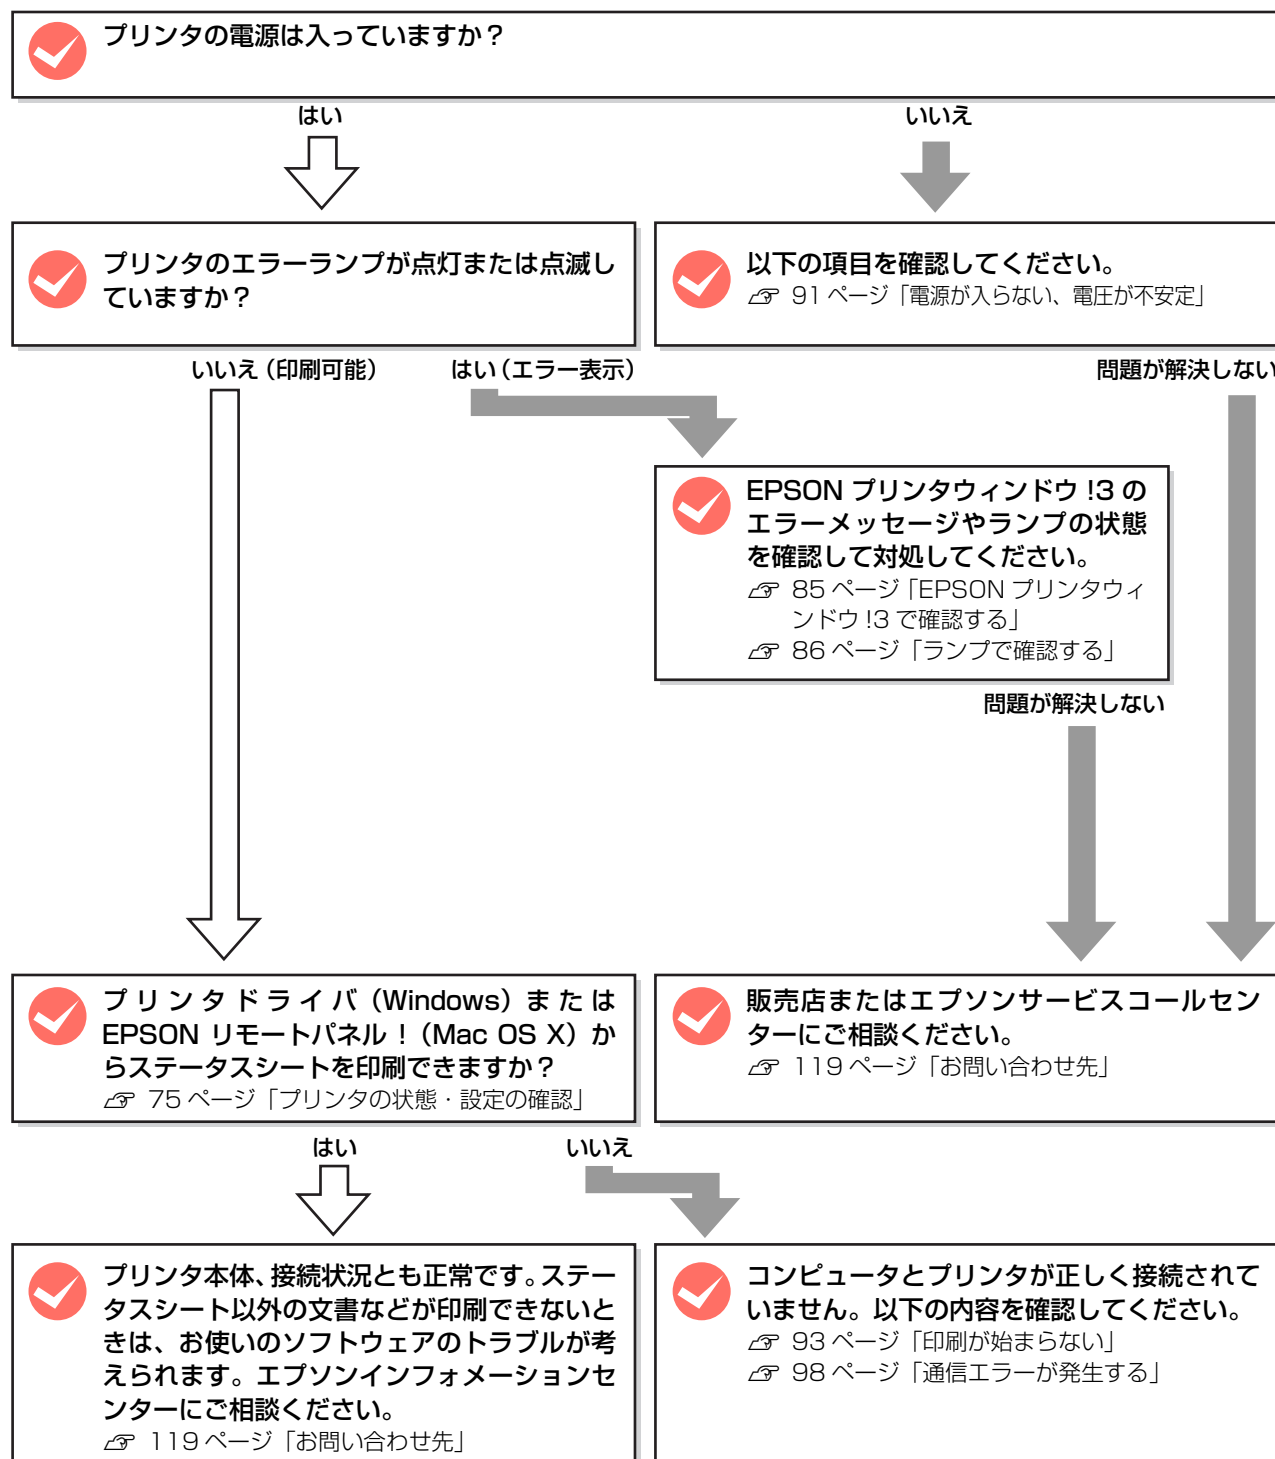 プリンタの電源は入っていますか？
はい
いいえ
プリンタのエラーランプが点灯または点滅し
ていますか？
以下の項目を確認してください。
91 ページ「電源が入らない、電圧が不安定」
いいえ（印刷可能）
はい（エラー表示）
問題が解決しない
EPSON プリンタウィンドウ !3 の
エラーメッセージやランプの状態
を確認して対処してください。
85 ページ「EPSON プリンタウィ
ンドウ !3 で確認する」
86 ページ「ランプで確認する」
問題が解決しない
プリンタドライバ（Windows）または
EPSON リモートパネル！（Mac OS X）か
らステータスシートを印刷できますか？
75 ページ「プリンタの状態・設定の確認」
販売店またはエプソンサービスコールセン
ターにご相談ください。
119 ページ「お問い合わせ先」
はい
いいえ
プリンタ本体、接続状況とも正常です。ステー
タスシート以外の文書などが印刷できないと
きは、お使いのソフトウェアのトラブルが考
えられます。エプソンインフォメーションセ
ンターにご相談ください。
119 ページ「お問い合わせ先」
コンピュータとプリンタが正しく接続されて
いません。以下の内容を確認してください。
93 ページ「印刷が始まらない」
98 ページ「通信エラーが発生する」